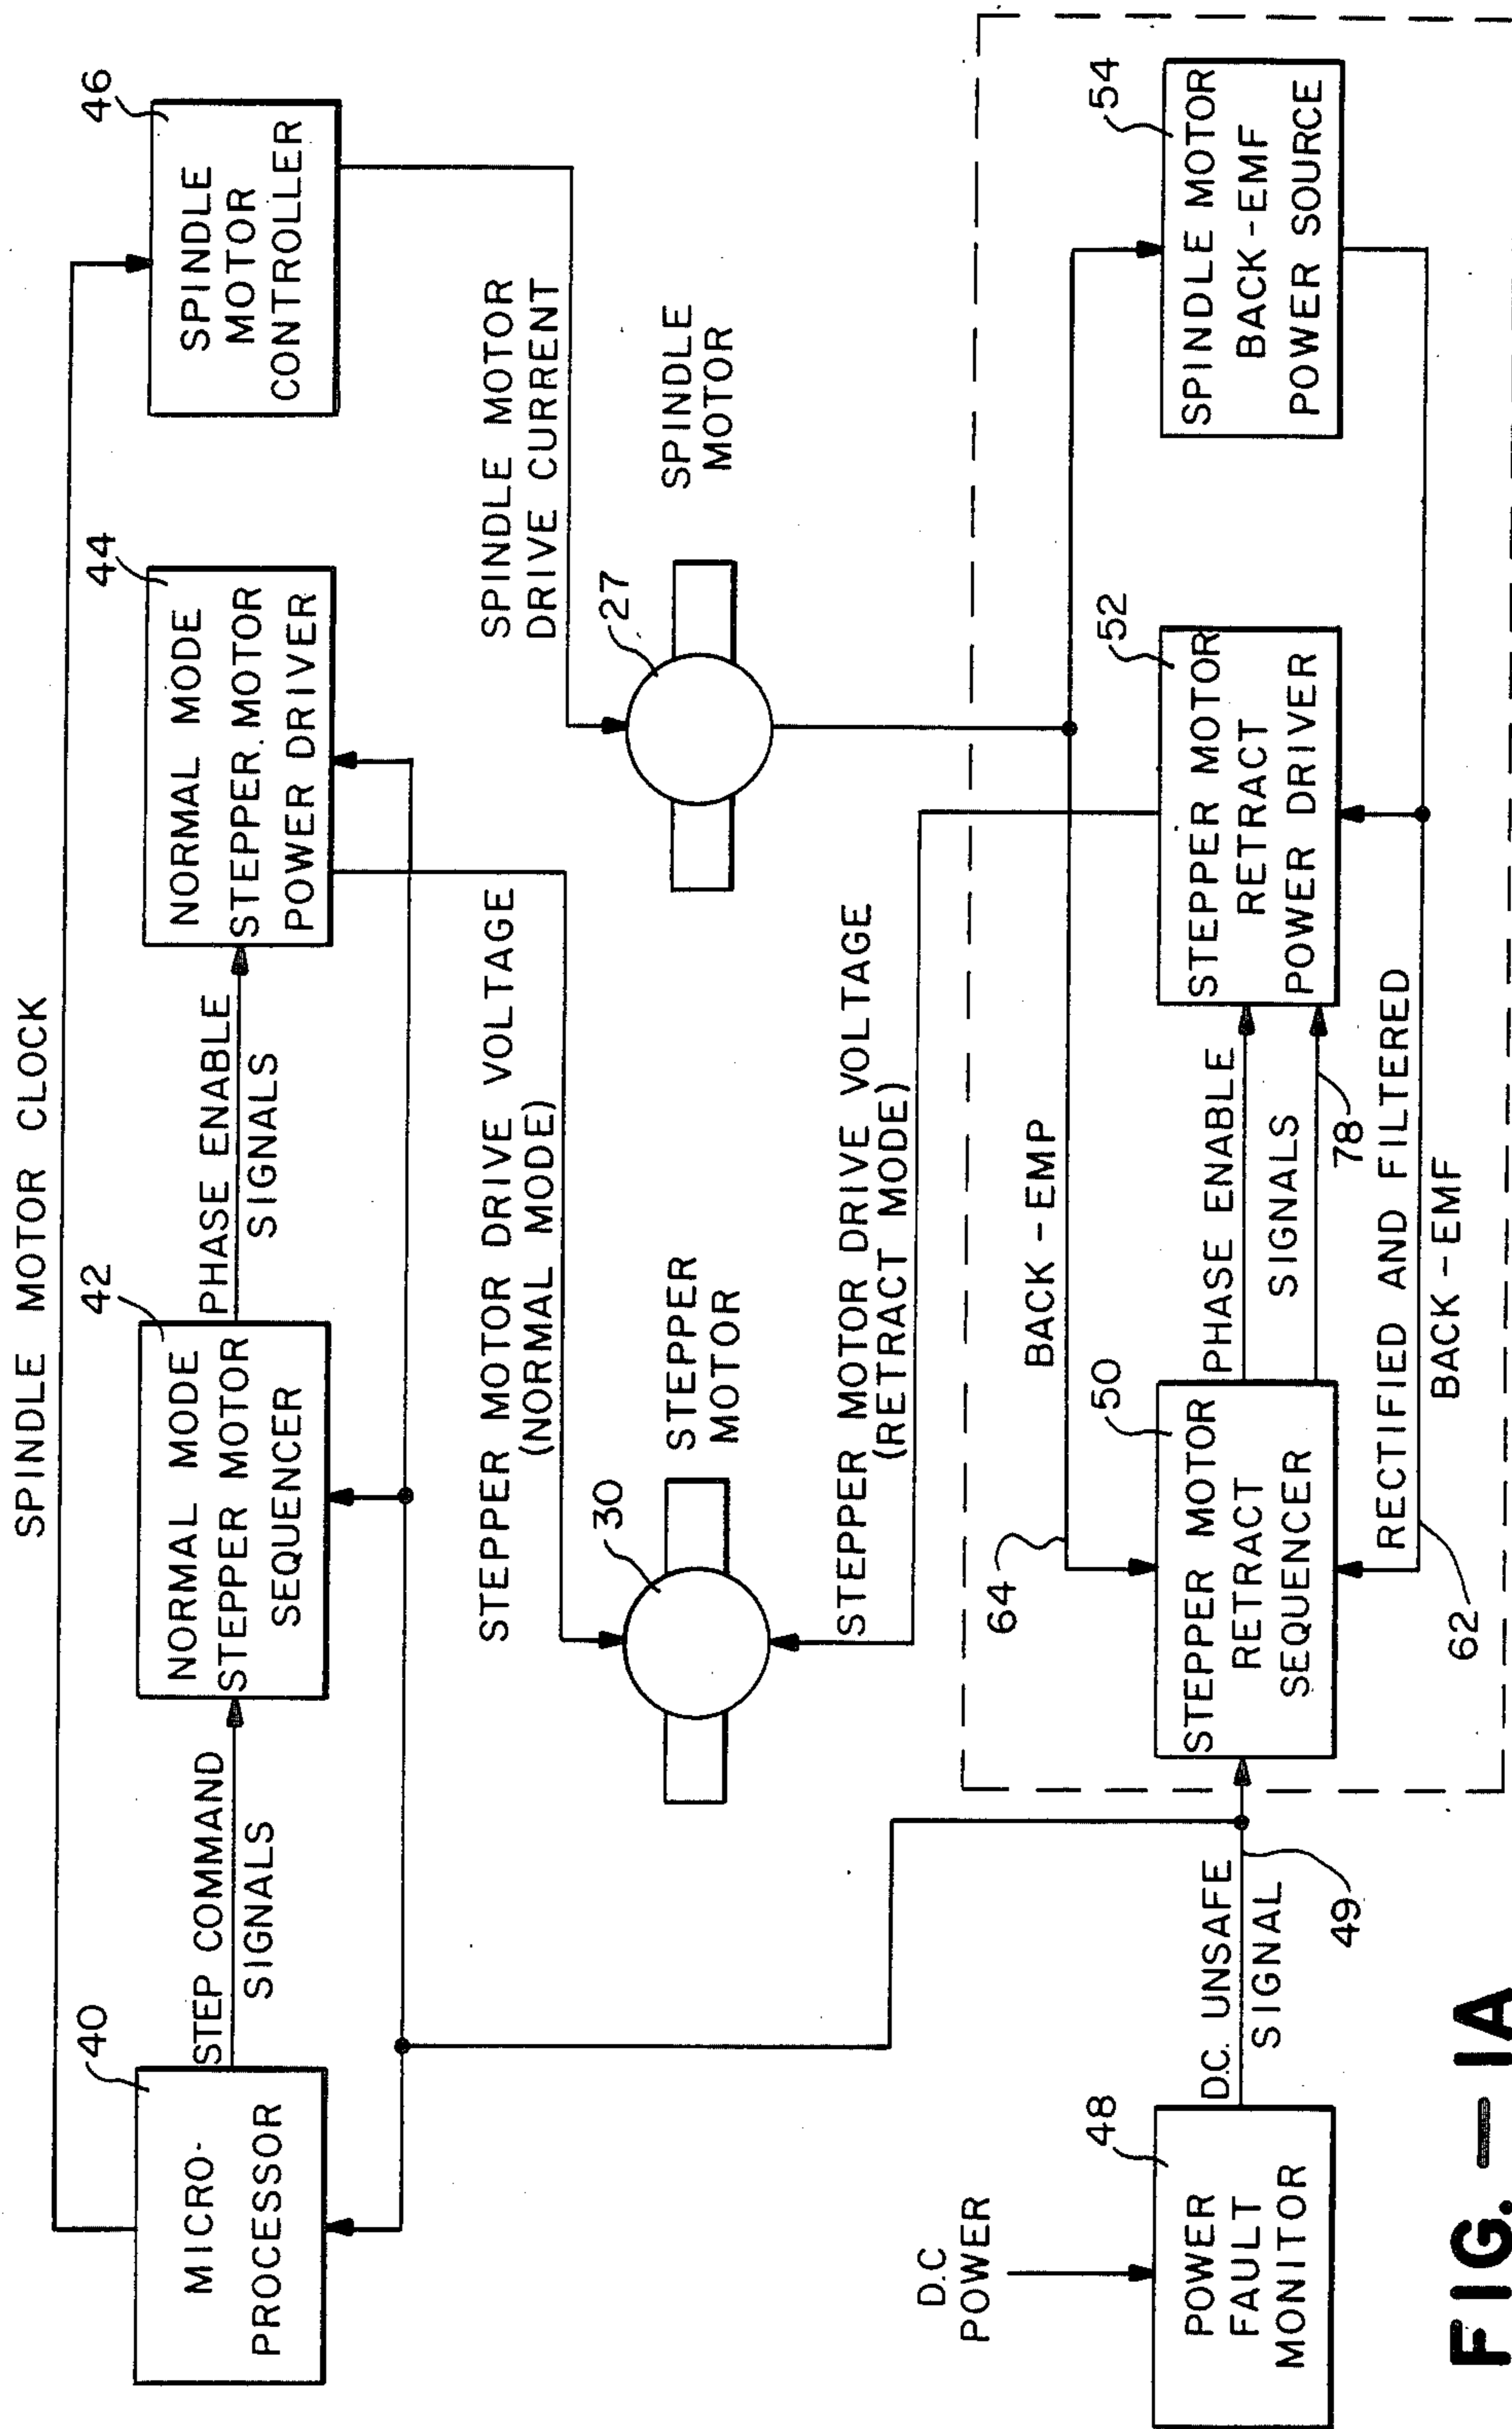 SPINDLE MOTOR CLOCK
40
MICRO-
PROCESSOR
STEP COMMAND
SIGNALS
42
NORMAL MODE
STEPPER MOTOR
SEQUENCER
PHASE ENABLE
SIGNALS
44
NORMAL MODE
STEPPER MOTOR
POWER DRIVER
46
SPINDLE
MOTOR
CONTROLLER
STEPPER MOTOR DRIVE VOLTAGE
(NORMAL MODE)
SPINDLE MOTOR
DRIVE CURRENT
30
STEPPER
MOTOR
27
SPINDLE
MOTOR
STEPPER MOTOR DRIVE VOLTAGE
(RETRACT MODE)
D.C
POWER
48
POWER
FAULT
MONITOR
D.C. UNSAFE
SIGNAL
49
64
BACK-EMP
50
STEPPER MOTOR
RETRACT
SEQUENCER
PHASE ENABLE
SIGNALS
78
52
STEPPER MOTOR
RETRACT
POWER DRIVER
54
SPINDLE MOTOR
BACK-EMF
POWER SOURCE
62
RECTIFIED AND FILTERED
BACK-EMF
FIG. — 1A